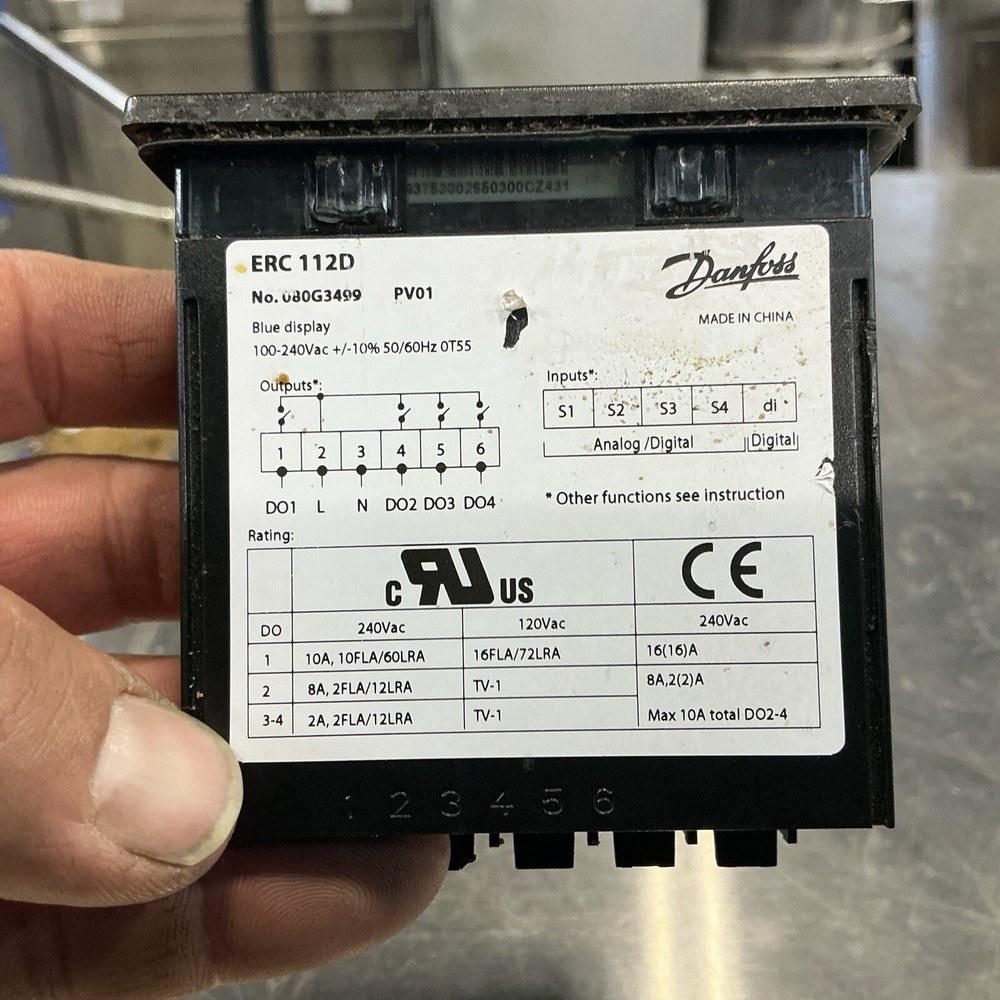 ERC 112D
Danfoss
No. 080G3499 PV01
MADE IN CHINA
Blue display
100-240Vac +/-10% 50/60Hz 0T55
Outputs*:
1 2 3 4 5 6
DO1 L N DO2 DO3 DO4
Inputs*:
S1 S2 S3 S4 di
Analog /Digital Digital
* Other functions see instruction
Rating:
c RU US CE
DO 240Vac 120Vac 240Vac
1 10A, 10FLA/60LRA 16FLA/72LRA 16(16)A
2 8A, 2FLA/12LRA TV-1 8A,2(2)A
3-4 2A, 2FLA/12LRA TV-1 Max 10A total DO2-4
1 2 3 4 5 6